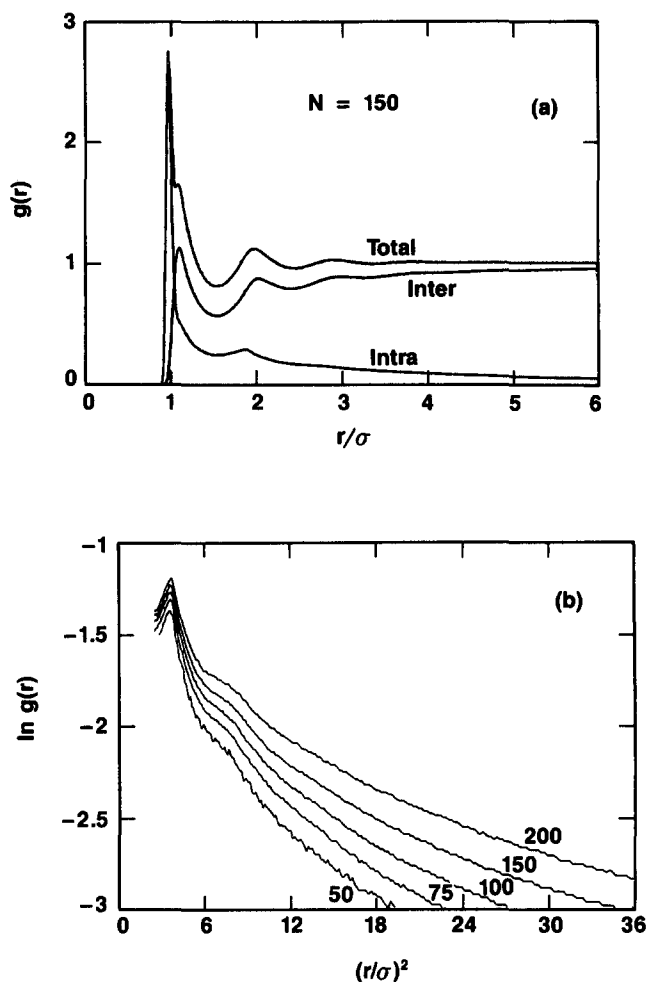 3
2
1
0
g(r)
N = 150
(a)
Total
Inter
Intra
0 1 2 3 4 5 6
r/σ
−1
−1.5
−2
−2.5
−3
ln g(r)
(b)
200
150
100
75
50
0 6 12 18 24 30 36
(r/σ)²